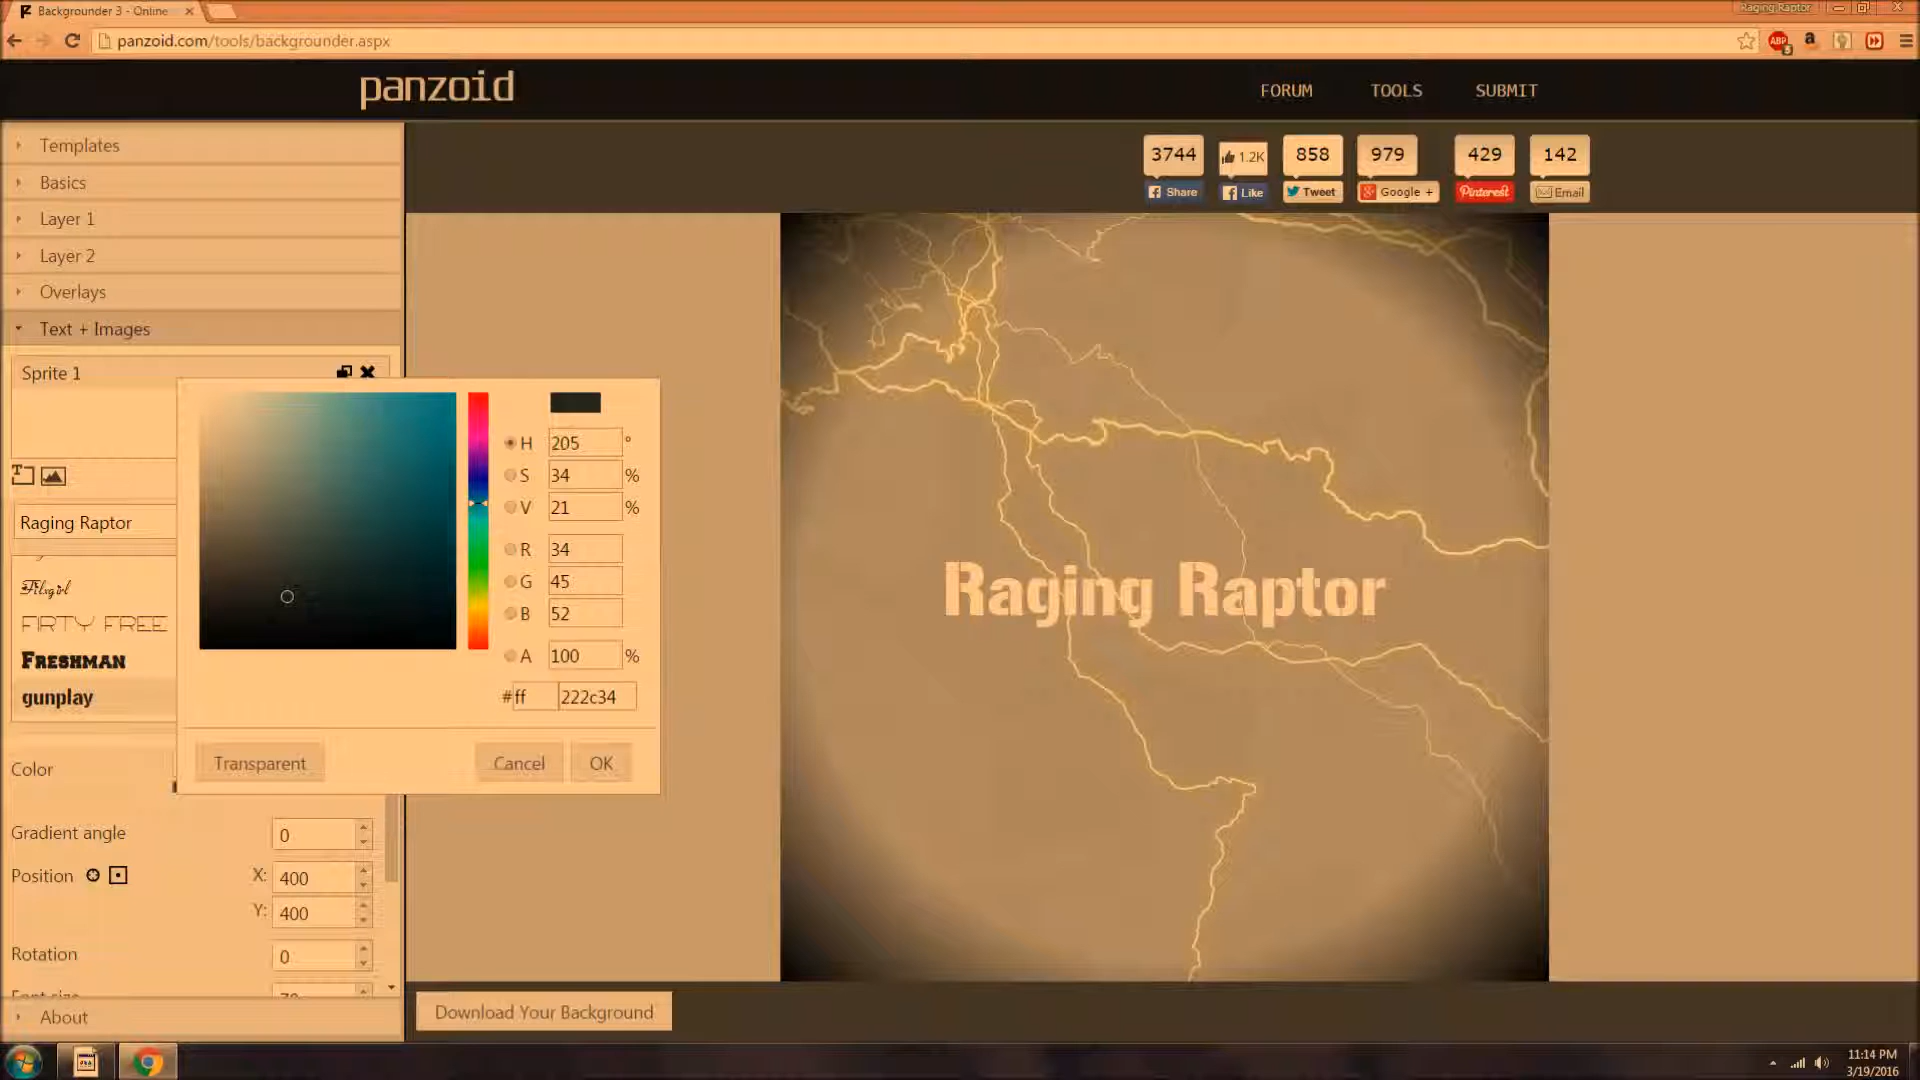 Backgrounder 3 - Online
Raging Raptor
panzoid.com/tools/backgrounder.aspx
ABP
panzoid
FORUM
TOOLS
SUBMIT
3744
1.2K
858
979
429
142
Share
Like
Tweet
Google +
Pinterest
Email
Templates
Basics
Layer 1
Layer 2
Overlays
Text + Images
Sprite 1
Raging Raptor
FIRTY FREE
FRESHMAN
gunplay
H 205 °
S 34 %
V 21 %
R 34
G 45
B 52
A 100 %
# ff 222c34
Transparent
Cancel
OK
Color
Gradient angle 0
Position X: 400
Y: 400
Rotation 0
About
Raging Raptor
Download Your Background
11:14 PM
3/19/2016